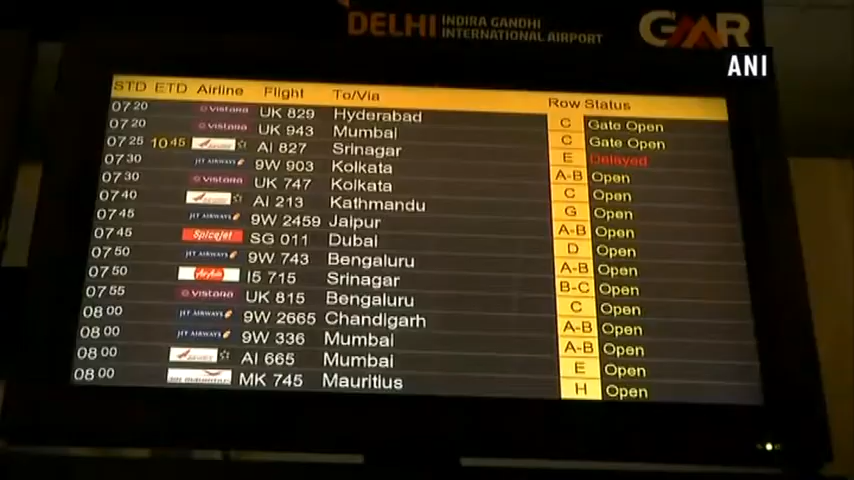 DELHI INDIRA GANDHI INTERNATIONAL AIRPORT
GMR
ANI
STD ETD Airline Flight To/Via Row Status
07 20 VISTARA UK 829 Hyderabad C Gate Open
07 20 VISTARA UK 943 Mumbai C Gate Open
07 25 10 45 AI 827 Srinagar E Delayed
07 30 JET AIRWAYS 9W 903 Kolkata A-B Open
07 30 VISTARA UK 747 Kolkata C Open
07 40 AI 213 Kathmandu G Open
07 45 JET AIRWAYS 9W 2459 Jaipur A-B Open
07 45 SpiceJet SG 011 Dubai D Open
07 50 JET AIRWAYS 9W 743 Bengaluru A-B Open
07 50 AirAsia I5 715 Srinagar B-C Open
07 55 VISTARA UK 815 Bengaluru C Open
08 00 JET AIRWAYS 9W 2665 Chandigarh A-B Open
08 00 JET AIRWAYS 9W 336 Mumbai A-B Open
08 00 AI 665 Mumbai E Open
08 00 AIR MAURITIUS MK 745 Mauritius H Open